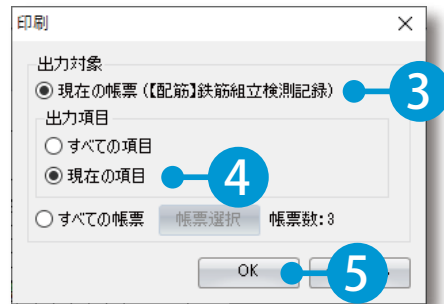 印刷
出力対象
現在の帳票(【配筋】鉄筋組立検測記録) 3
出力項目
すべての項目
現在の項目 4
すべての帳票 帳票選択 帳票数:3
OK 5